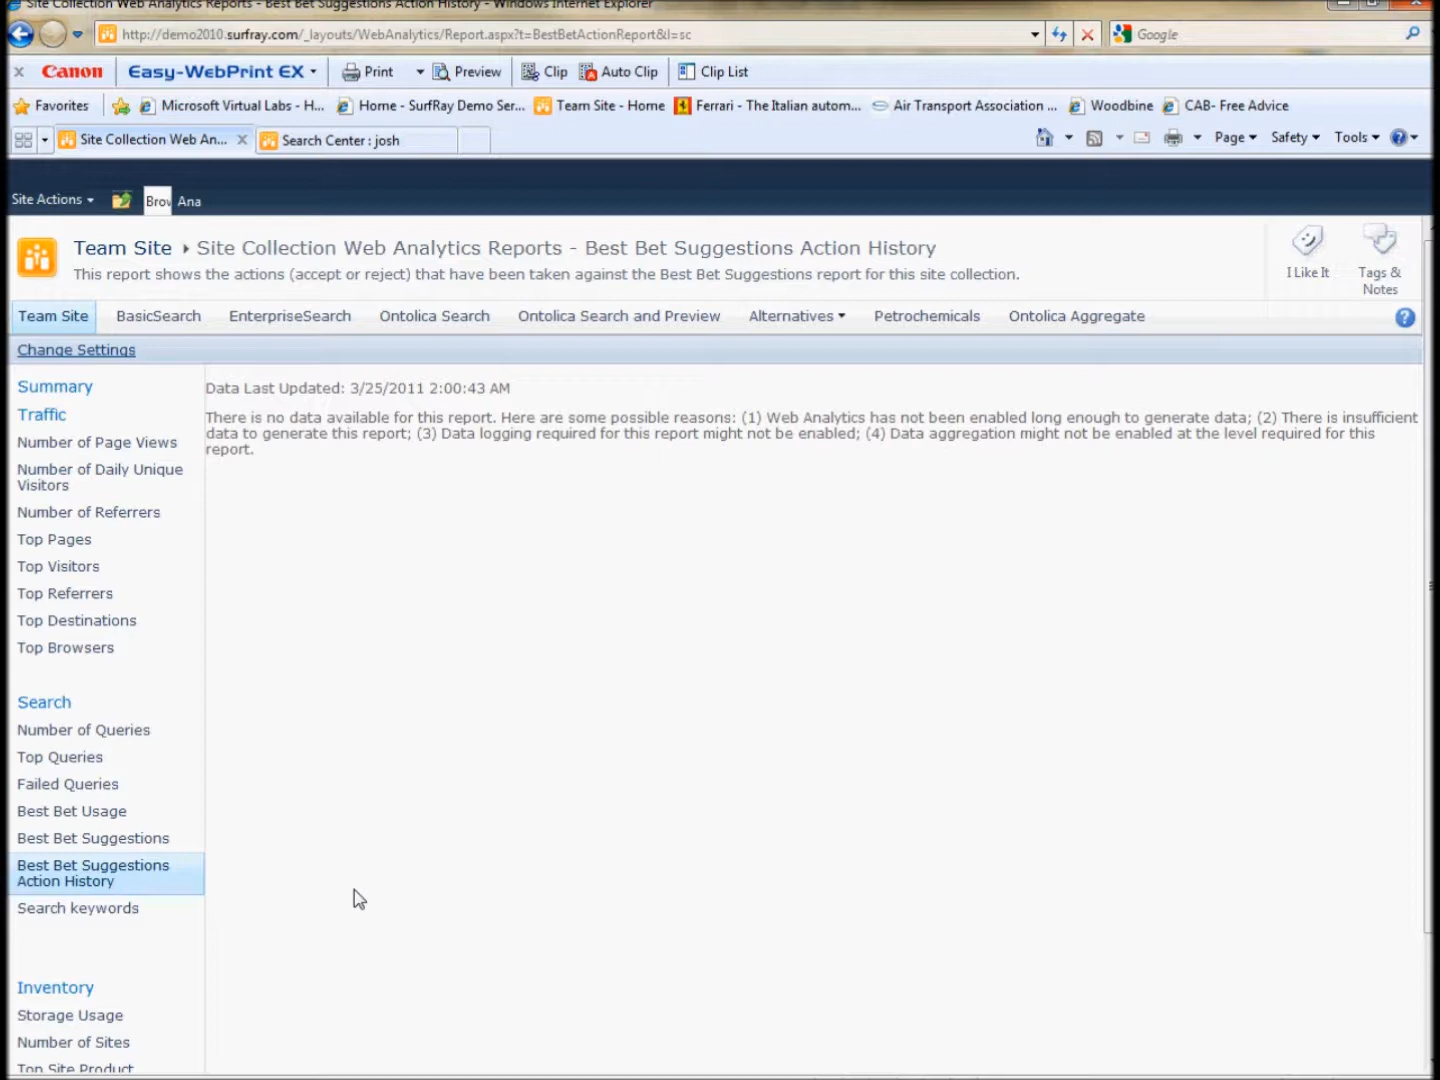 Site Collection Web Analytics Reports - Best Bet Suggestions Action History - Windows Internet Explorer
http://demo2010.surfray.com/_layouts/WebAnalytics/Report.aspx?t=BestBetActionReport&l=sc
Google
x Canon Easy-WebPrint EX Print Preview Clip Auto Clip Clip List
Favorites Microsoft Virtual Labs - H... Home - SurfRay Demo Ser... Team Site - Home Ferrari - The Italian autom... Air Transport Association ... Woodbine CAB- Free Advice
Site Collection Web An... x Search Center : josh Page Safety Tools
Site Actions Brow Ana
Team Site Site Collection Web Analytics Reports - Best Bet Suggestions Action History
This report shows the actions (accept or reject) that have been taken against the Best Bet Suggestions report for this site collection.
I Like It
Tags &
Notes
Team Site BasicSearch EnterpriseSearch Ontolica Search Ontolica Search and Preview Alternatives Petrochemicals Ontolica Aggregate
Change Settings
Summary
Traffic
Number of Page Views
Number of Daily Unique
Visitors
Number of Referrers
Top Pages
Top Visitors
Top Referrers
Top Destinations
Top Browsers
Search
Number of Queries
Top Queries
Failed Queries
Best Bet Usage
Best Bet Suggestions
Best Bet Suggestions
Action History
Search keywords
Inventory
Storage Usage
Number of Sites
Top Site Product
Data Last Updated: 3/25/2011 2:00:43 AM
There is no data available for this report. Here are some possible reasons: (1) Web Analytics has not been enabled long enough to generate data; (2) There is insufficient
data to generate this report; (3) Data logging required for this report might not be enabled; (4) Data aggregation might not be enabled at the level required for this
report.